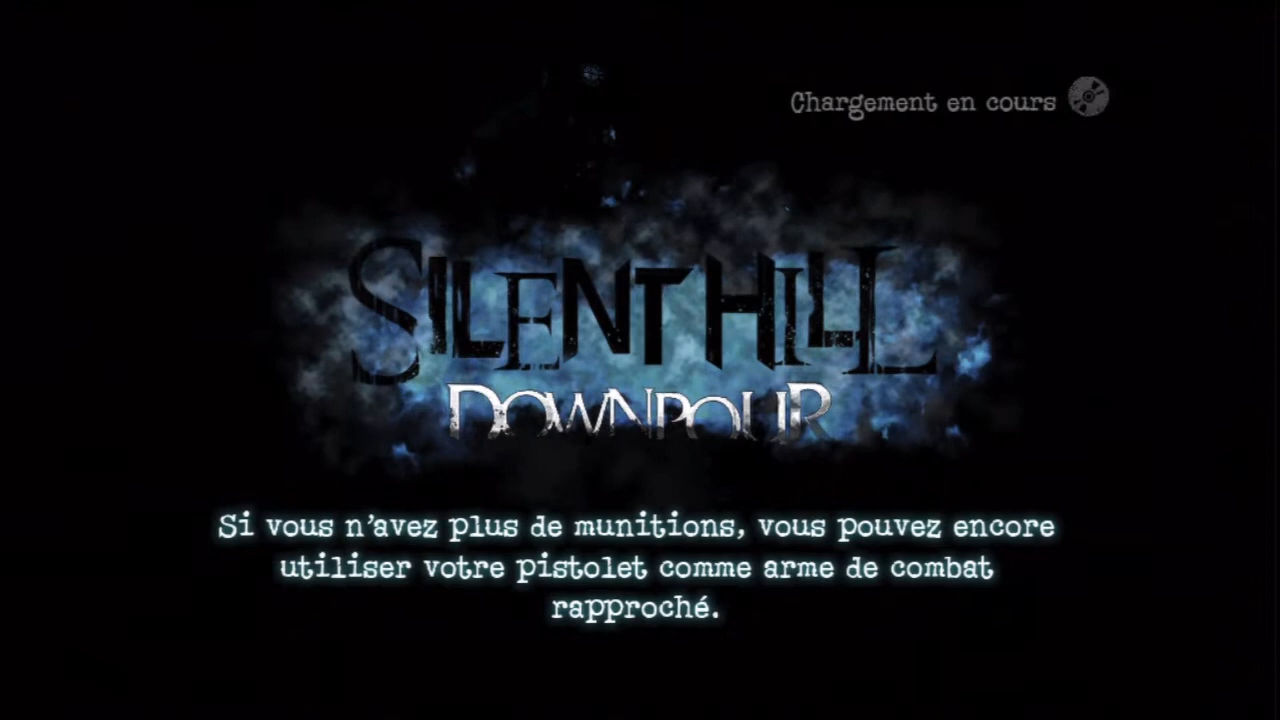 Chargement en cours
SILENT HILL
DOWNPOUR
Si vous n'avez plus de munitions, vous pouvez encore
utiliser votre pistolet comme arme de combat
rapproché.